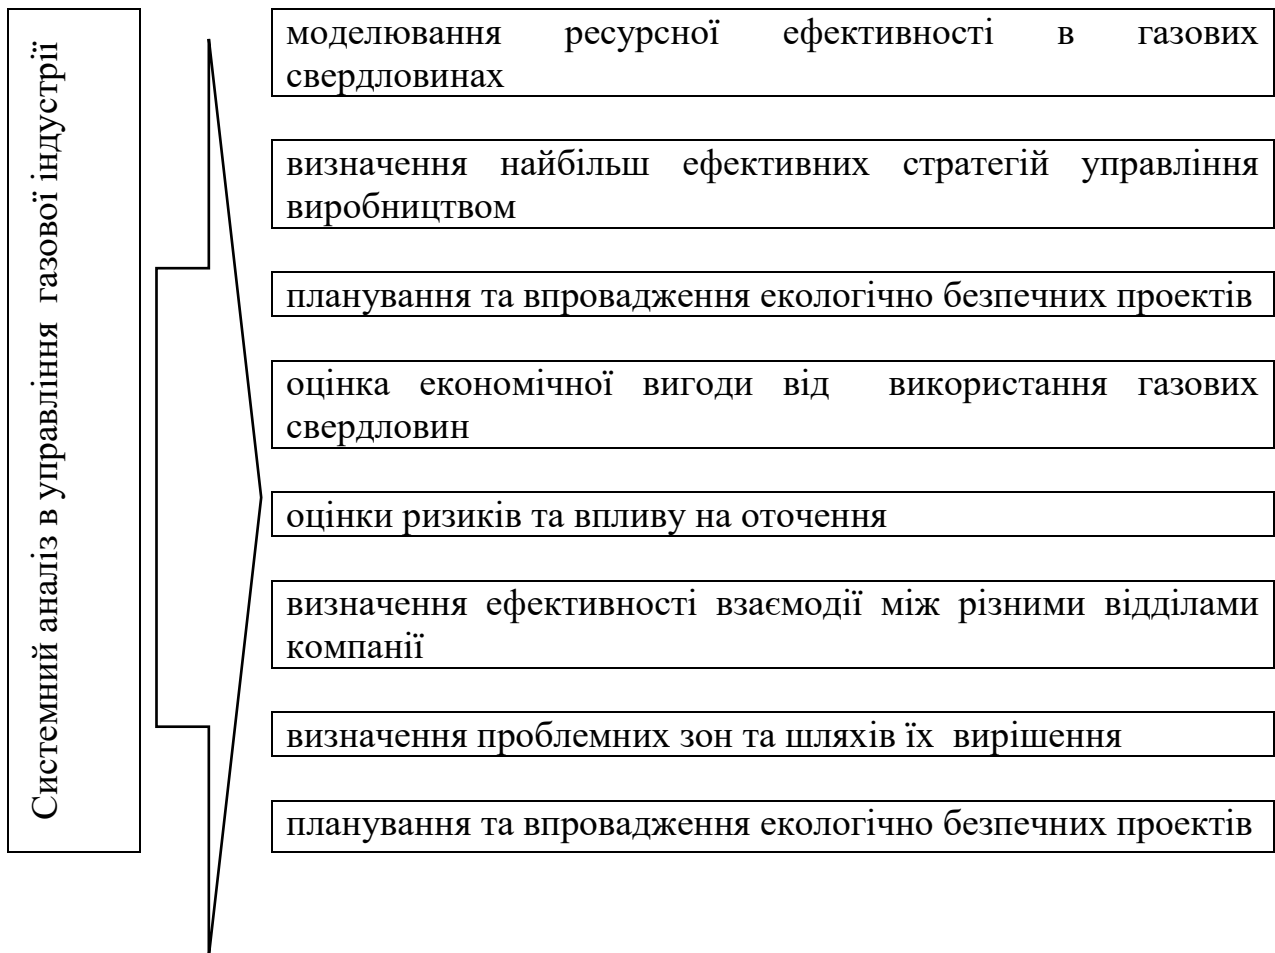 Системний аналіз в управління газової індустрії
моделювання ресурсної ефективності в газових
свердловинах
визначення найбільш ефективних стратегій управління
виробництвом
планування та впровадження екологічно безпечних проектів
оцінка економічної вигоди від використання газових
свердловин
оцінки ризиків та впливу на оточення
визначення ефективності взаємодії між різними відділами
компанії
визначення проблемних зон та шляхів їх вирішення
планування та впровадження екологічно безпечних проектів